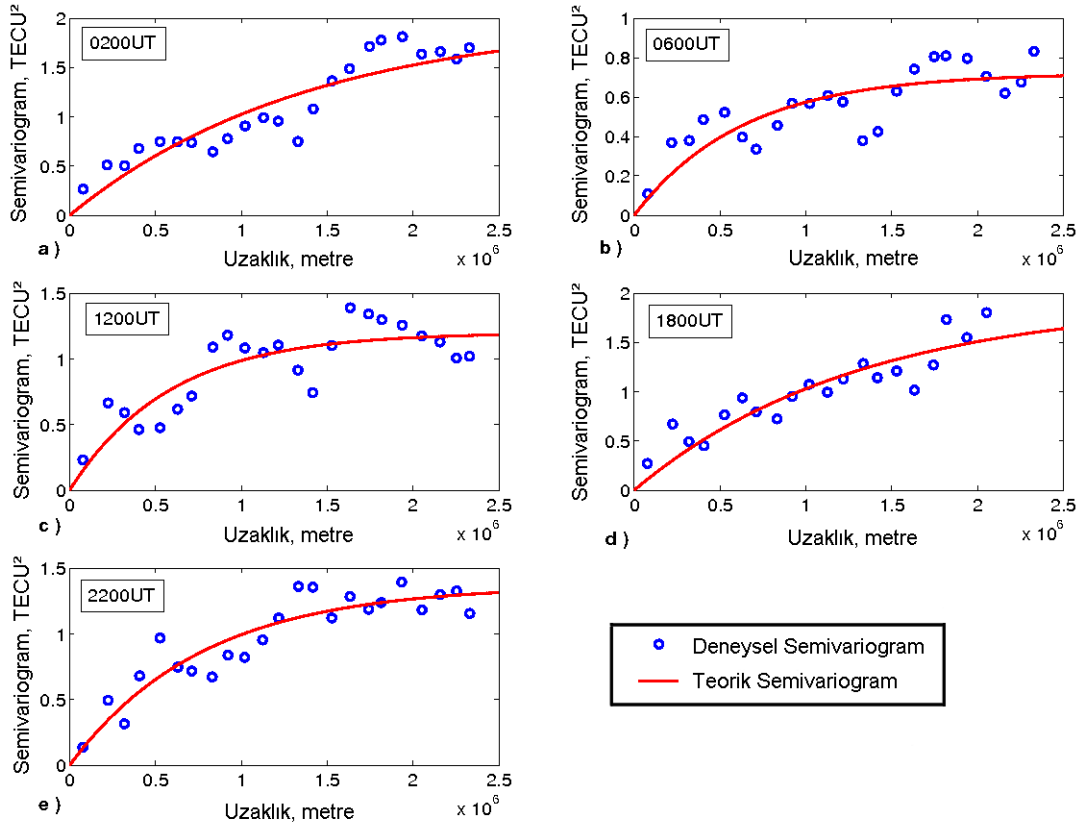 0200UT
Semivariogram, TECU²
2
1.5
1
0.5
0
0 0.5 1 1.5 2 2.5
x 10⁶
Uzaklık, metre
a )
0600UT
Semivariogram, TECU²
1
0.8
0.6
0.4
0.2
0
0 0.5 1 1.5 2 2.5
x 10⁶
Uzaklık, metre
b )
1200UT
Semivariogram, TECU²
1.5
1
0.5
0
0 0.5 1 1.5 2 2.5
x 10⁶
Uzaklık, metre
c )
1800UT
Semivariogram, TECU²
2
1.5
1
0.5
0
0 0.5 1 1.5 2 2.5
x 10⁶
Uzaklık, metre
d )
2200UT
Semivariogram, TECU²
1.5
1
0.5
0
0 0.5 1 1.5 2 2.5
x 10⁶
Uzaklık, metre
e )
Deneysel Semivariogram
Teorik Semivariogram